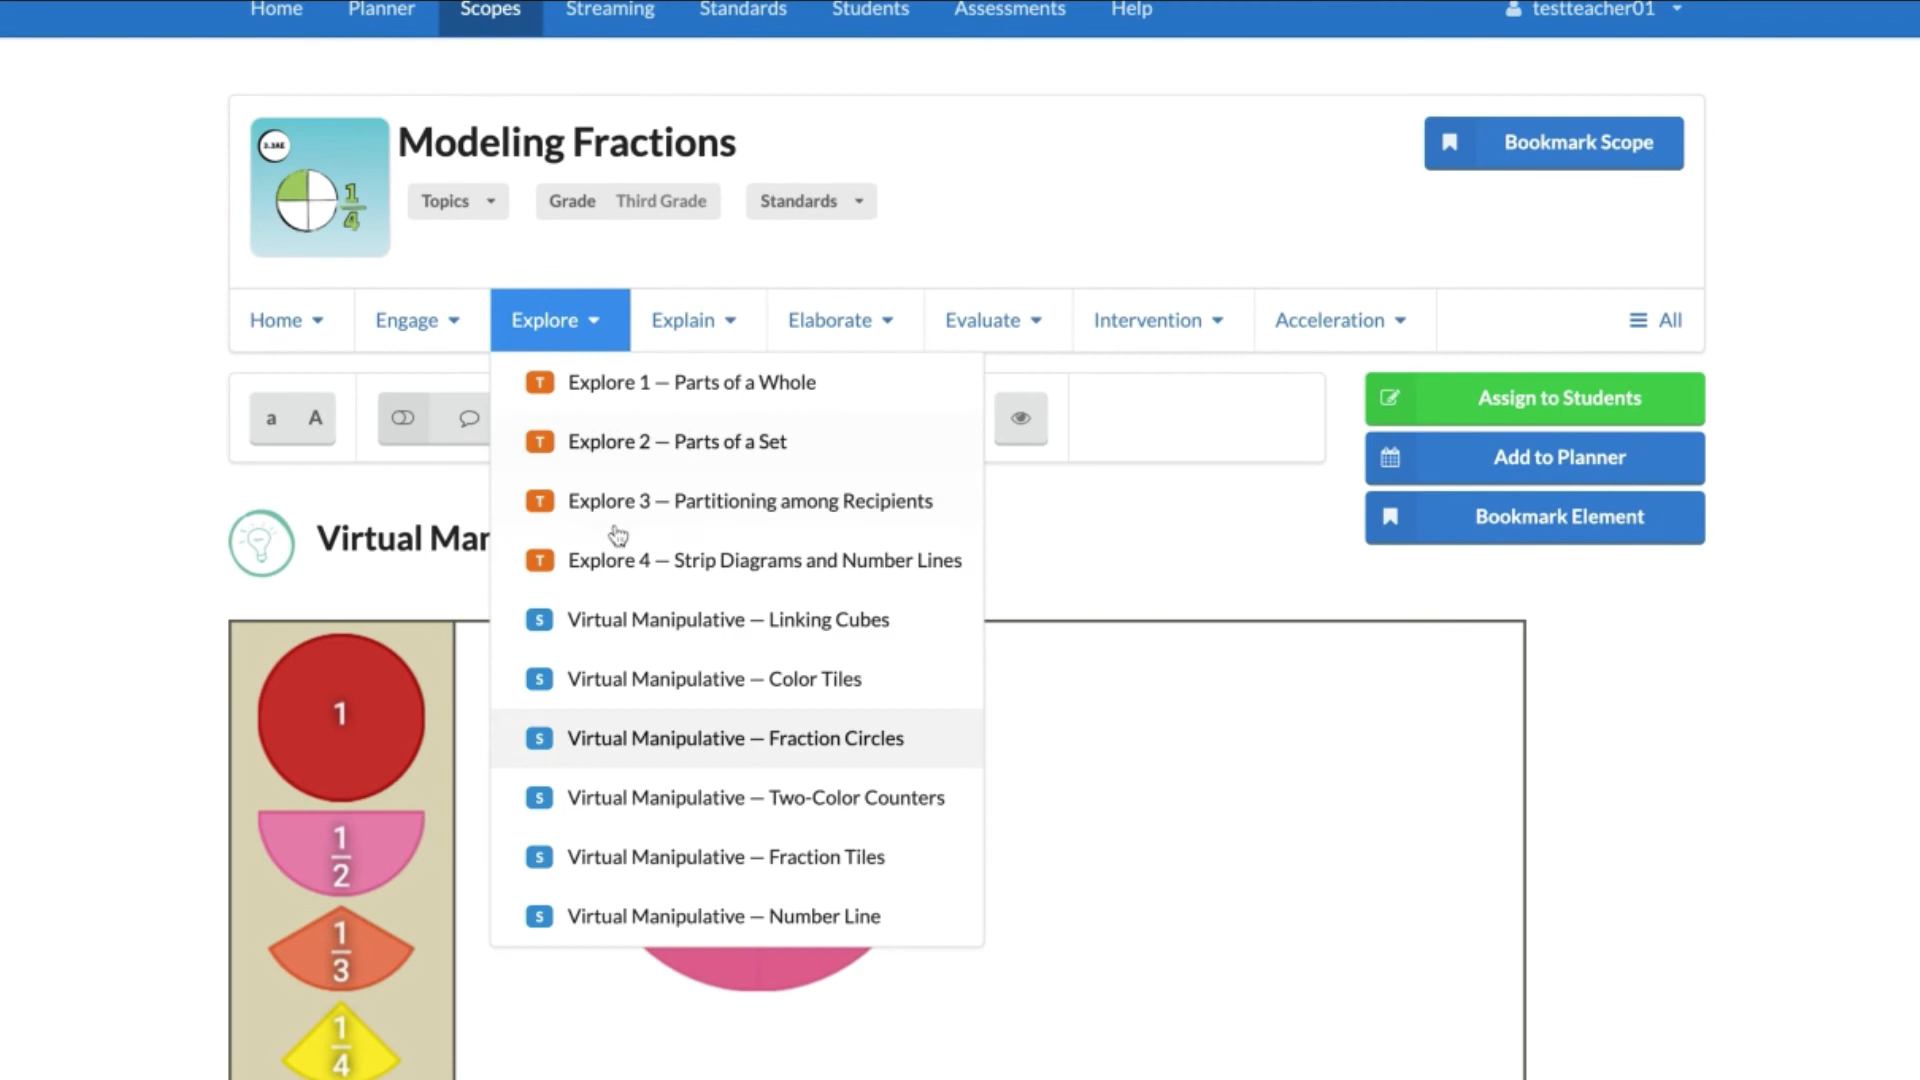 Home Planner Scopes Streaming Standards Students Assessments Help testteacher01
3.3AE
1
4
Modeling Fractions
Bookmark Scope
Topics Grade Third Grade Standards
Home Engage Explore Explain Elaborate Evaluate Intervention Acceleration All
a A
T Explore 1 — Parts of a Whole
T Explore 2 — Parts of a Set
T Explore 3 — Partitioning among Recipients
T Explore 4 — Strip Diagrams and Number Lines
S Virtual Manipulative — Linking Cubes
S Virtual Manipulative — Color Tiles
S Virtual Manipulative — Fraction Circles
S Virtual Manipulative — Two-Color Counters
S Virtual Manipulative — Fraction Tiles
S Virtual Manipulative — Number Line
Assign to Students
Add to Planner
Bookmark Element
Virtual Man
1
1
2
1
3
1
4